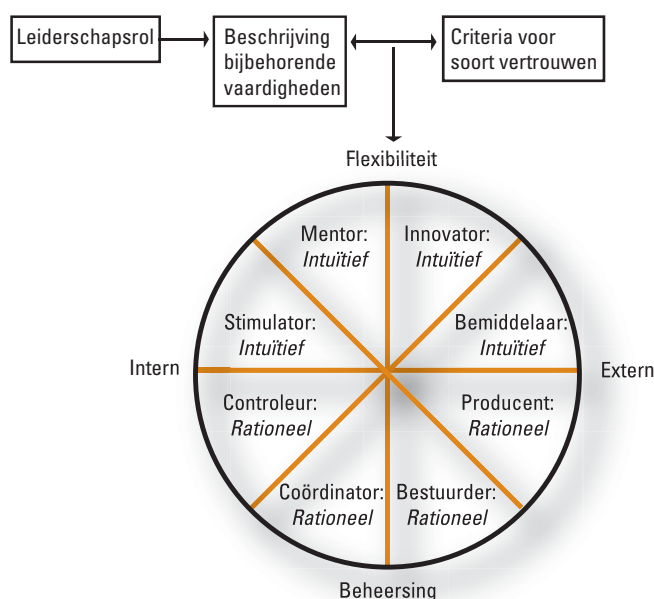 Leiderschapsrol
Beschrijving
bijbehorende
vaardigheden
Criteria voor
soort vertrouwen
Flexibiliteit
Mentor:
Intuïtief
Innovator:
Intuïtief
Stimulator:
Intuïtief
Bemiddelaar:
Intuïtief
Intern
Extern
Controleur:
Rationeel
Producent:
Rationeel
Coördinator:
Rationeel
Bestuurder:
Rationeel
Beheersing